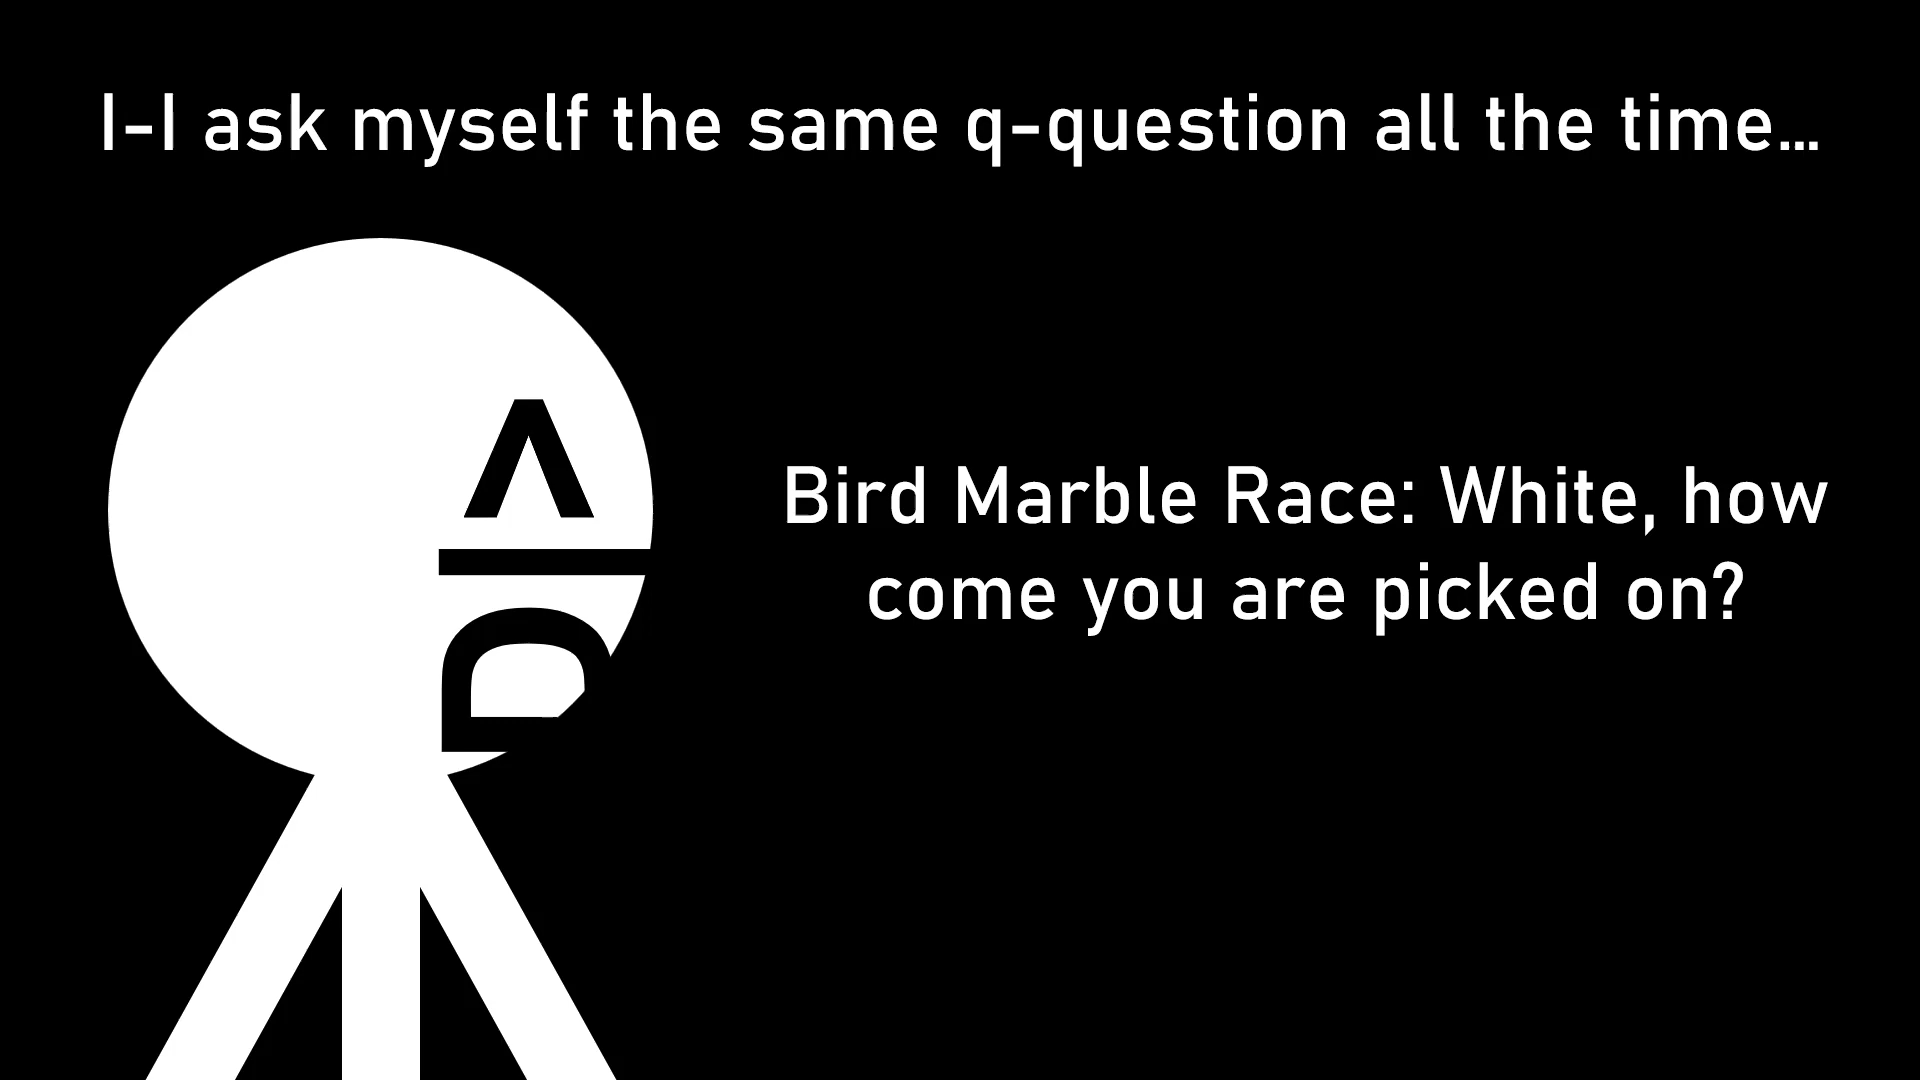 I-I ask myself the same q-question all the time...
Bird Marble Race: White, how
come you are picked on?